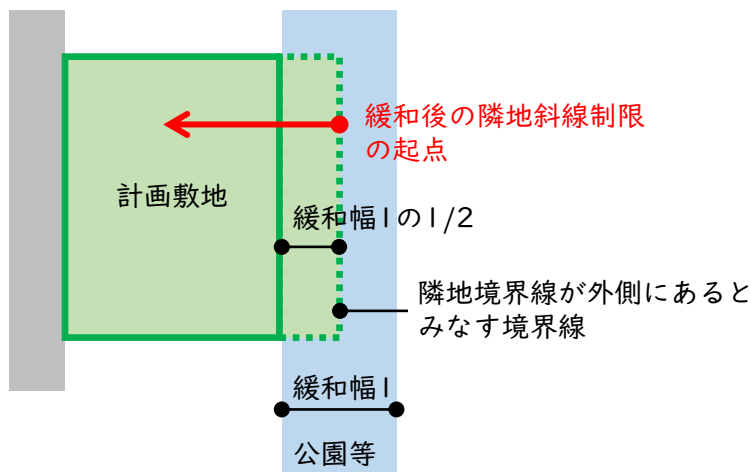 緩和後の隣地斜線制限
の起点
計画敷地
緩和幅1の1/2
隣地境界線が外側にあると
みなす境界線
緩和幅1
公園等